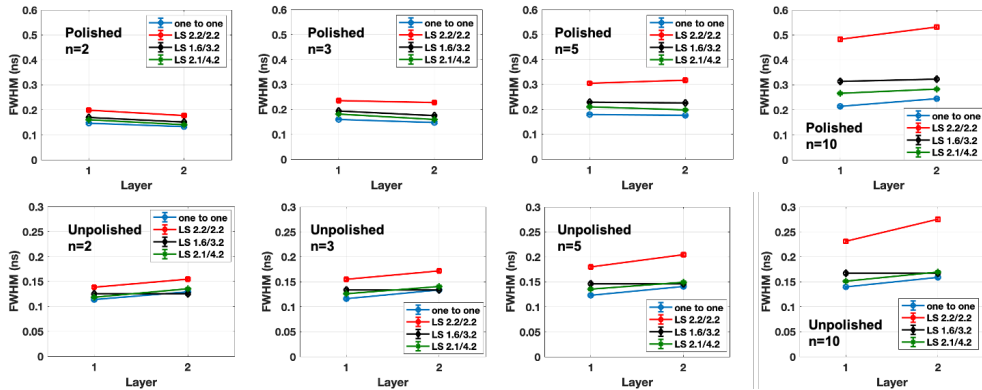 0.6
0.5
0.4
0.3
0.2
0.1
0
FWHM (ns)
Polished
n=2
one to one
LS 2.2/2.2
LS 1.6/3.2
LS 2.1/4.2
1 2
Layer
0.6
0.5
0.4
0.3
0.2
0.1
0
FWHM (ns)
Polished
n=3
one to one
LS 2.2/2.2
LS 1.6/3.2
LS 2.1/4.2
1 2
Layer
0.6
0.5
0.4
0.3
0.2
0.1
0
FWHM (ns)
Polished
n=5
one to one
LS 2.2/2.2
LS 1.6/3.2
LS 2.1/4.2
1 2
Layer
0.6
0.5
0.4
0.3
0.2
0.1
0
FWHM (ns)
Polished
n=10
one to one
LS 2.2/2.2
LS 1.6/3.2
LS 2.1/4.2
1 2
Layer
0.3
0.25
0.2
0.15
0.1
0.05
0
FWHM (ns)
Unpolished
n=2
one to one
LS 2.2/2.2
LS 1.6/3.2
LS 2.1/4.2
1 2
Layer
0.3
0.25
0.2
0.15
0.1
0.05
0
FWHM (ns)
Unpolished
n=3
one to one
LS 2.2/2.2
LS 1.6/3.2
LS 2.1/4.2
1 2
Layer
0.3
0.25
0.2
0.15
0.1
0.05
0
FWHM (ns)
Unpolished
n=5
one to one
LS 2.2/2.2
LS 1.6/3.2
LS 2.1/4.2
1 2
Layer
0.3
0.25
0.2
0.15
0.1
0.05
0
FWHM (ns)
Unpolished
n=10
one to one
LS 2.2/2.2
LS 1.6/3.2
LS 2.1/4.2
1 2
Layer